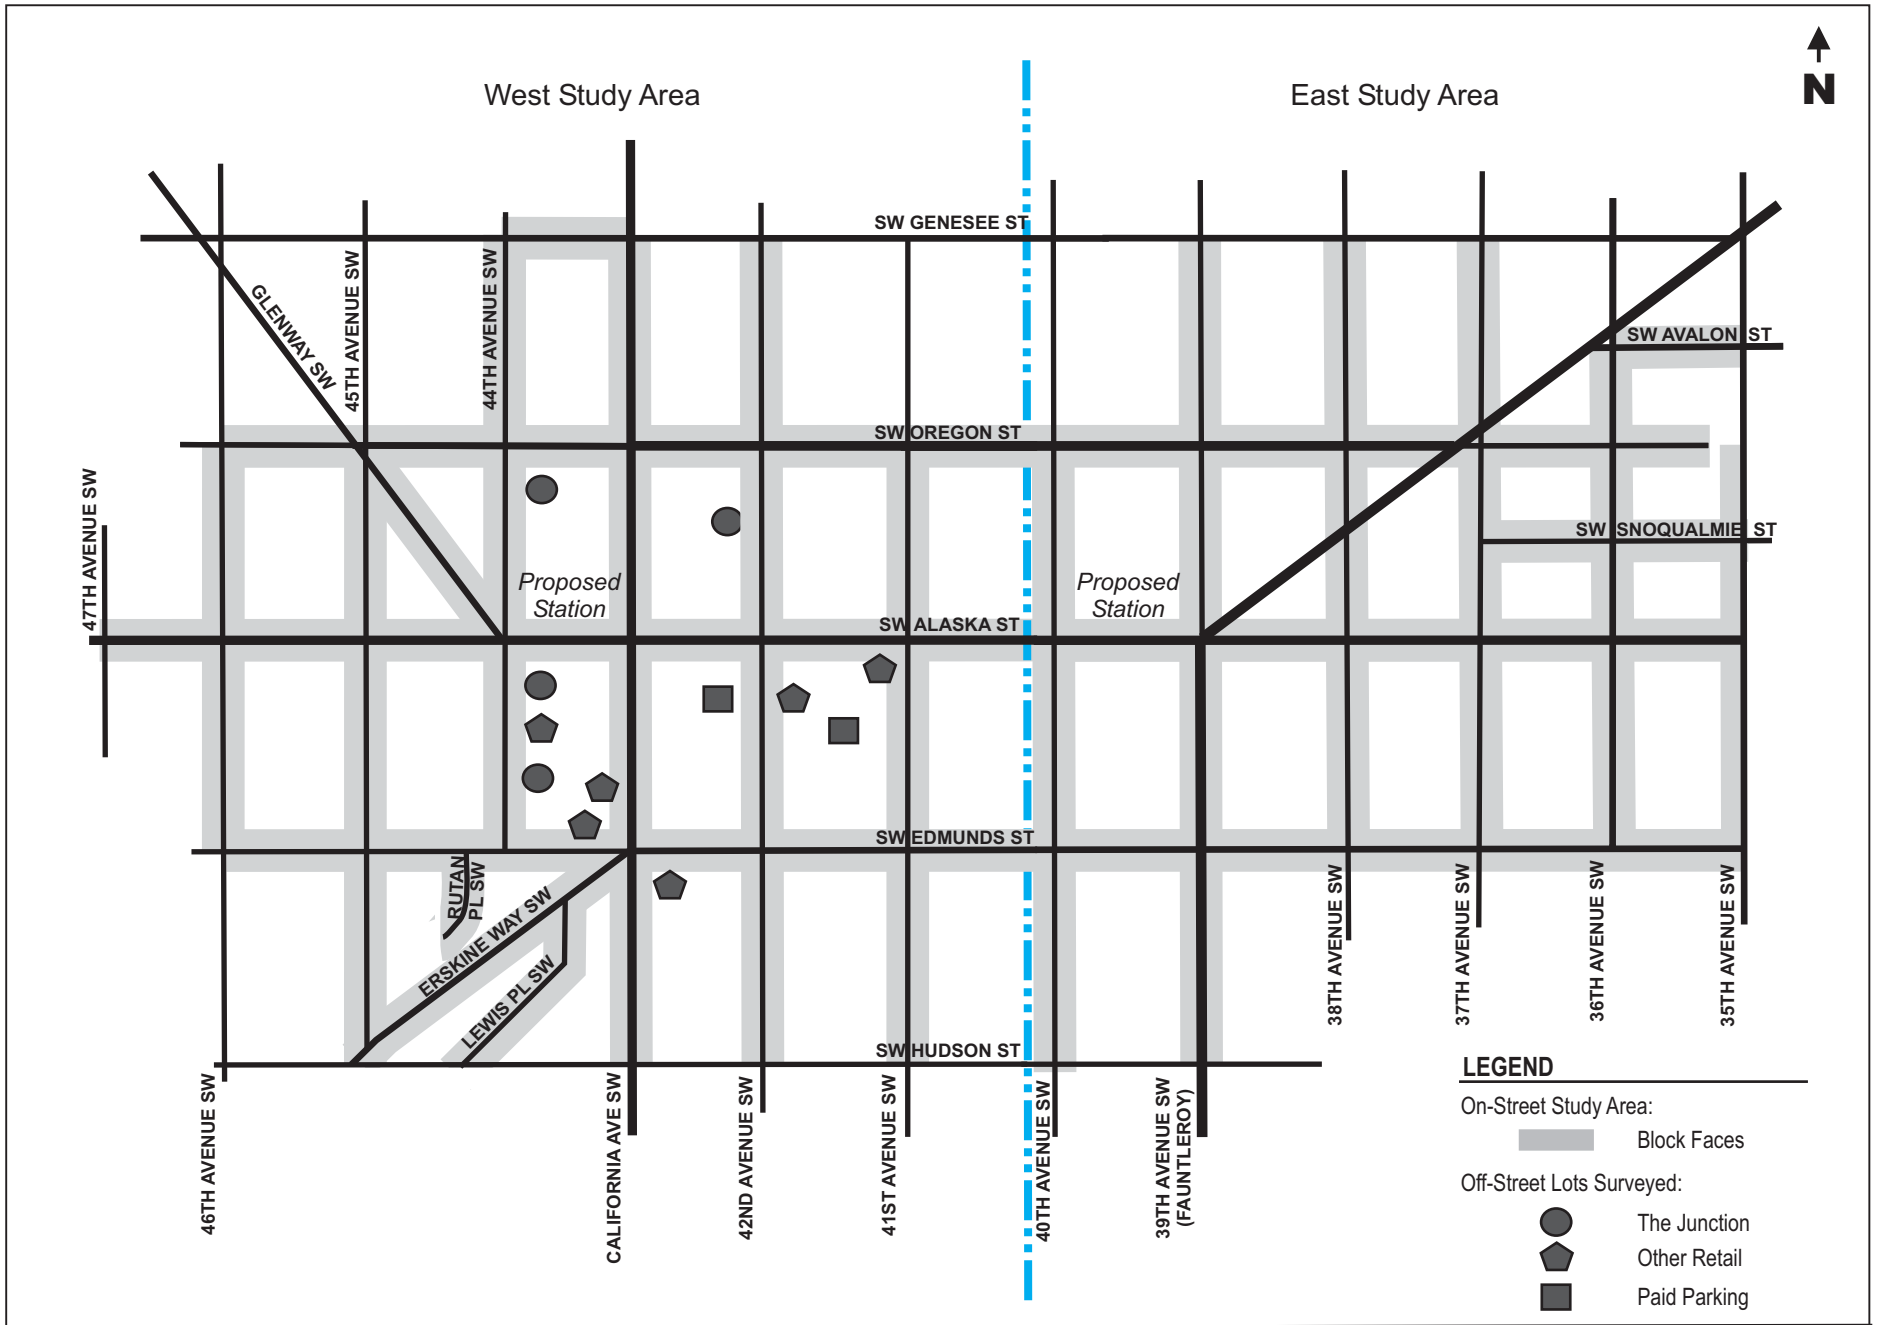 West Study Area
East Study Area
N
SW GENESEE ST
GLENWAY SW
45TH AVENUE SW
44TH AVENUE SW
SW AVALON ST
SW OREGON ST
47TH AVENUE SW
SW SNOQUALMIE ST
Proposed
Station
Proposed
Station
SW ALASKA ST
SW EDMUNDS ST
RUTAN
PL SW
ERSKINE WAY SW
LEWIS PL SW
SW HUDSON ST
38TH AVENUE SW
37TH AVENUE SW
36TH AVENUE SW
35TH AVENUE SW
46TH AVENUE SW
CALIFORNIA AVE SW
42ND AVENUE SW
41ST AVENUE SW
40TH AVENUE SW
39TH AVENUE SW
(FAUNTLEROY)
LEGEND
On-Street Study Area:
Block Faces
Off-Street Lots Surveyed:
The Junction
Other Retail
Paid Parking